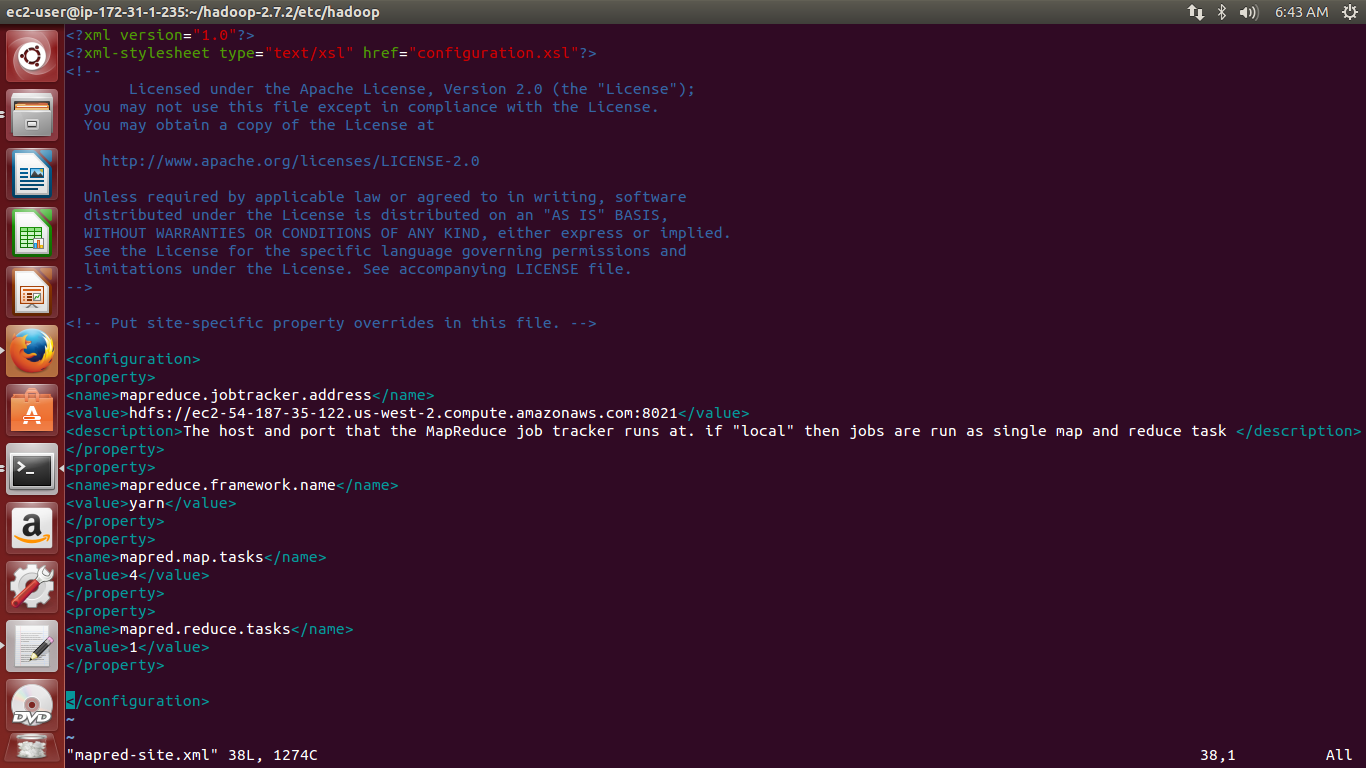 ec2-user@ip-172-31-1-235:~/hadoop-2.7.2/etc/hadoop
6:43 AM
<?xml version="1.0"?>
<?xml-stylesheet type="text/xsl" href="configuration.xsl"?>
<!--
       Licensed under the Apache License, Version 2.0 (the "License");
  you may not use this file except in compliance with the License.
  You may obtain a copy of the License at
    http://www.apache.org/licenses/LICENSE-2.0
  Unless required by applicable law or agreed to in writing, software
  distributed under the License is distributed on an "AS IS" BASIS,
  WITHOUT WARRANTIES OR CONDITIONS OF ANY KIND, either express or implied.
  See the License for the specific language governing permissions and
  limitations under the License. See accompanying LICENSE file.
-->
<!-- Put site-specific property overrides in this file. -->
<configuration>
<property>
<name>mapreduce.jobtracker.address</name>
<value>hdfs://ec2-54-187-35-122.us-west-2.compute.amazonaws.com:8021</value>
<description>The host and port that the MapReduce job tracker runs at. if "local" then jobs are run as single map and reduce task </description>
</property>
<property>
<name>mapreduce.framework.name</name>
<value>yarn</value>
</property>
<property>
<name>mapred.map.tasks</name>
<value>4</value>
</property>
<property>
<name>mapred.reduce.tasks</name>
<value>1</value>
</property>
</configuration>
~
~
"mapred-site.xml" 38L, 1274C 38,1 All
a
DVD